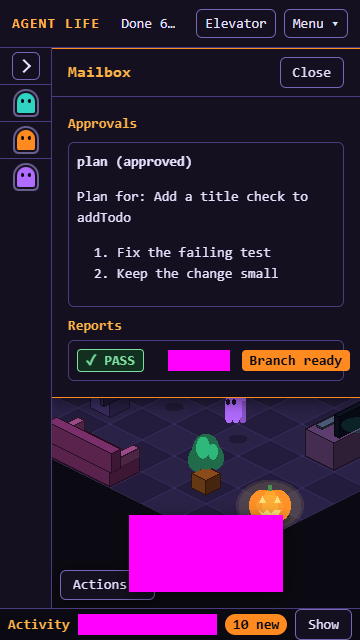 AGENT LIFE Done 6… Elevator Menu ▾
Mailbox Close
Approvals
plan (approved)
Plan for: Add a title check to
addTodo
1. Fix the failing test
2. Keep the change small
Reports
✓ PASS Branch ready
Actions
Activity 10 new Show